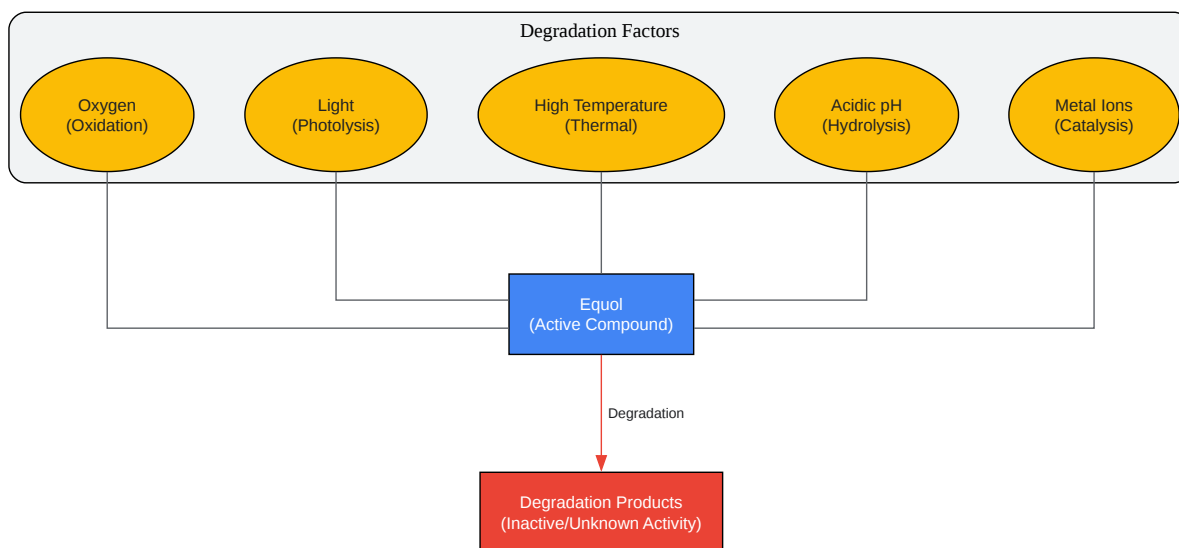 Degradation Factors
Oxygen
(Oxidation)
Light
(Photolysis)
High Temperature
(Thermal)
Acidic pH
(Hydrolysis)
Metal Ions
(Catalysis)
Equol
(Active Compound)
Degradation
Degradation Products
(Inactive/Unknown Activity)